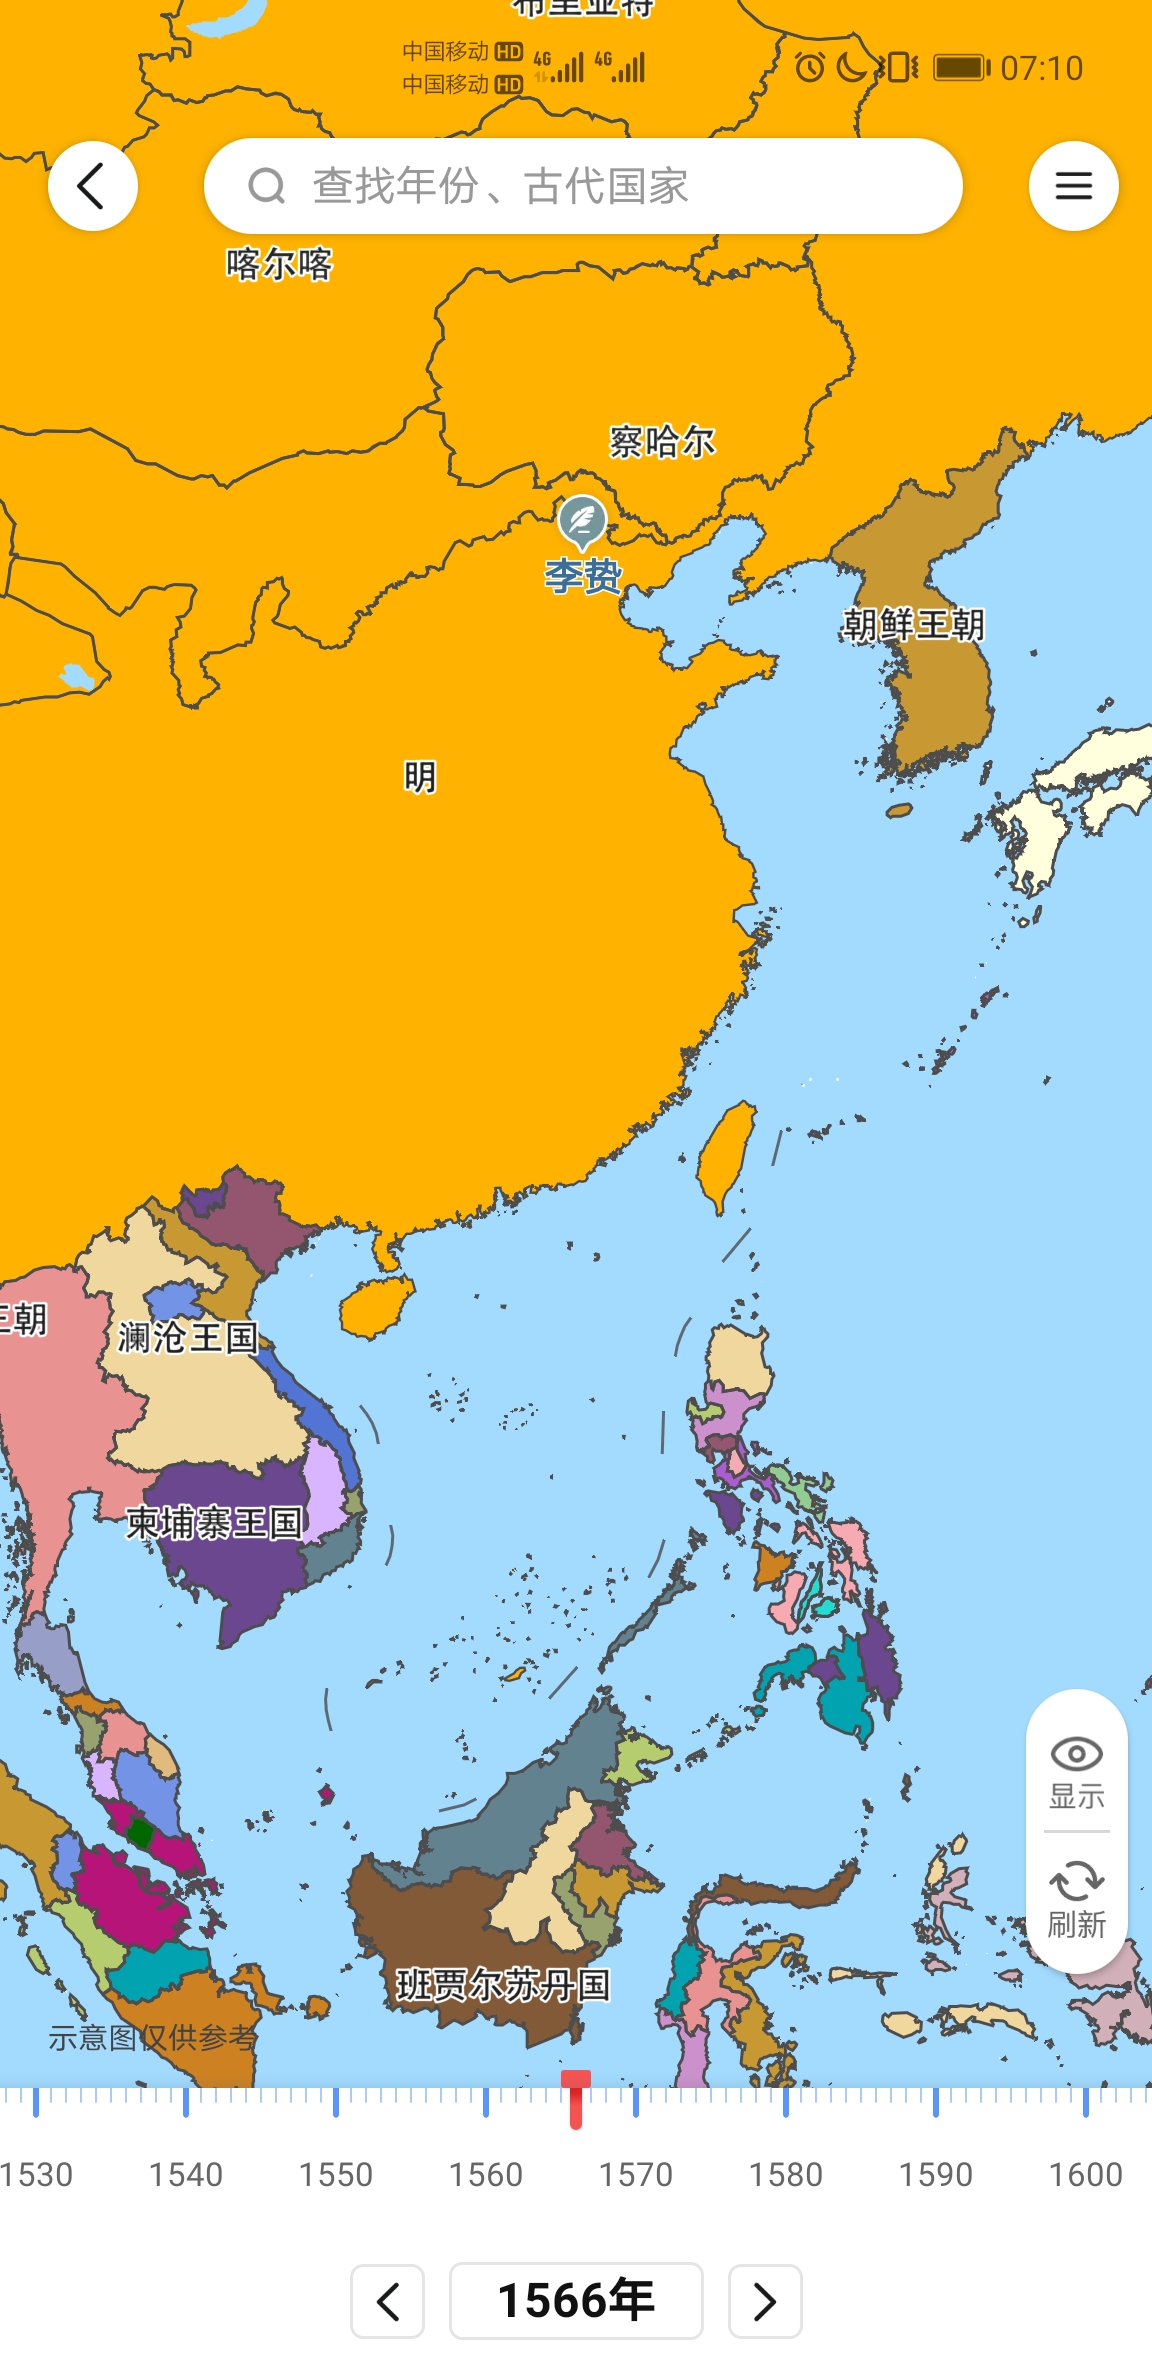 希里亚特
中国移动 HD 4G 4G 07:10
中国移动 HD
查找年份、古代国家
喀尔喀
察哈尔
李贽
朝鲜王朝
明
王朝
澜沧王国
柬埔寨王国
显示
刷新
班贾尔苏丹国
示意图仅供参考
1530 1540 1550 1560 1570 1580 1590 1600
1566年